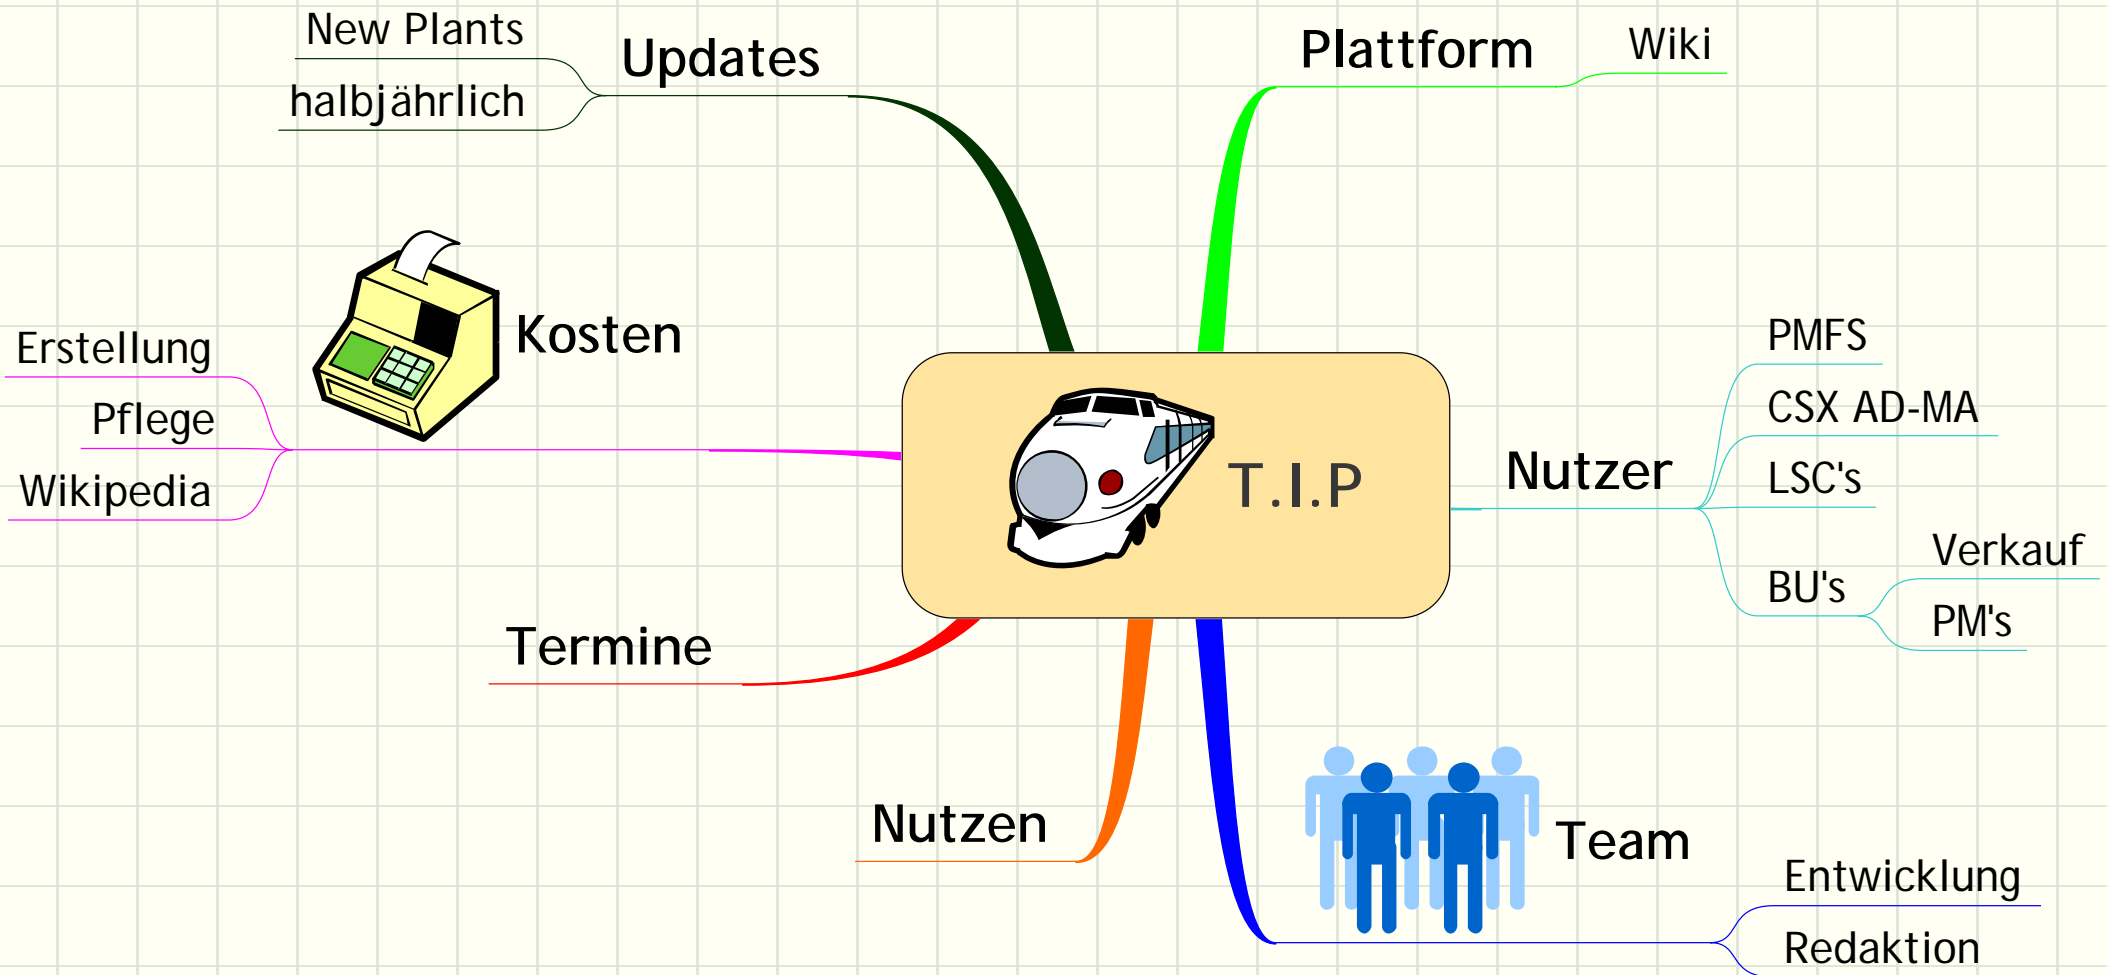 New Plants
halbjährlich
Updates
Plattform
Wiki
Kosten
Erstellung
Pflege
Wikipedia
T.I.P
Nutzer
PMFS
CSX AD-MA
LSC's
BU's
Verkauf
PM's
Termine
Nutzen
Team
Entwicklung
Redaktion